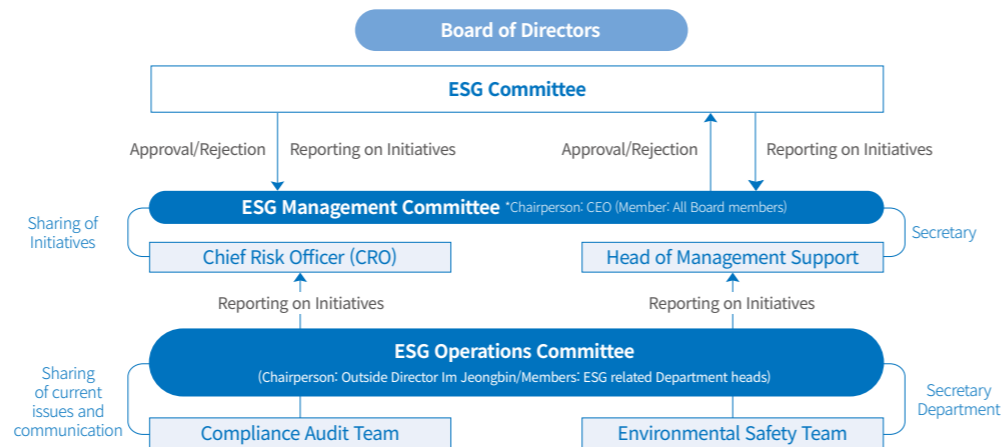 Board of Directors
ESG Committee
Approval/Rejection
Reporting on Initiatives
Approval/Rejection
Reporting on Initiatives
ESG Management Committee *Chairperson: CEO (Member: All Board members)
Sharing of
Initiatives
Secretary
Chief Risk Officer (CRO)
Head of Management Support
Reporting on Initiatives
Reporting on Initiatives
ESG Operations Committee
(Chairperson: Outside Director Im Jeongbin/Members: ESG related Department heads)
Sharing
of current
issues and
communication
Secretary
Department
Compliance Audit Team
Environmental Safety Team